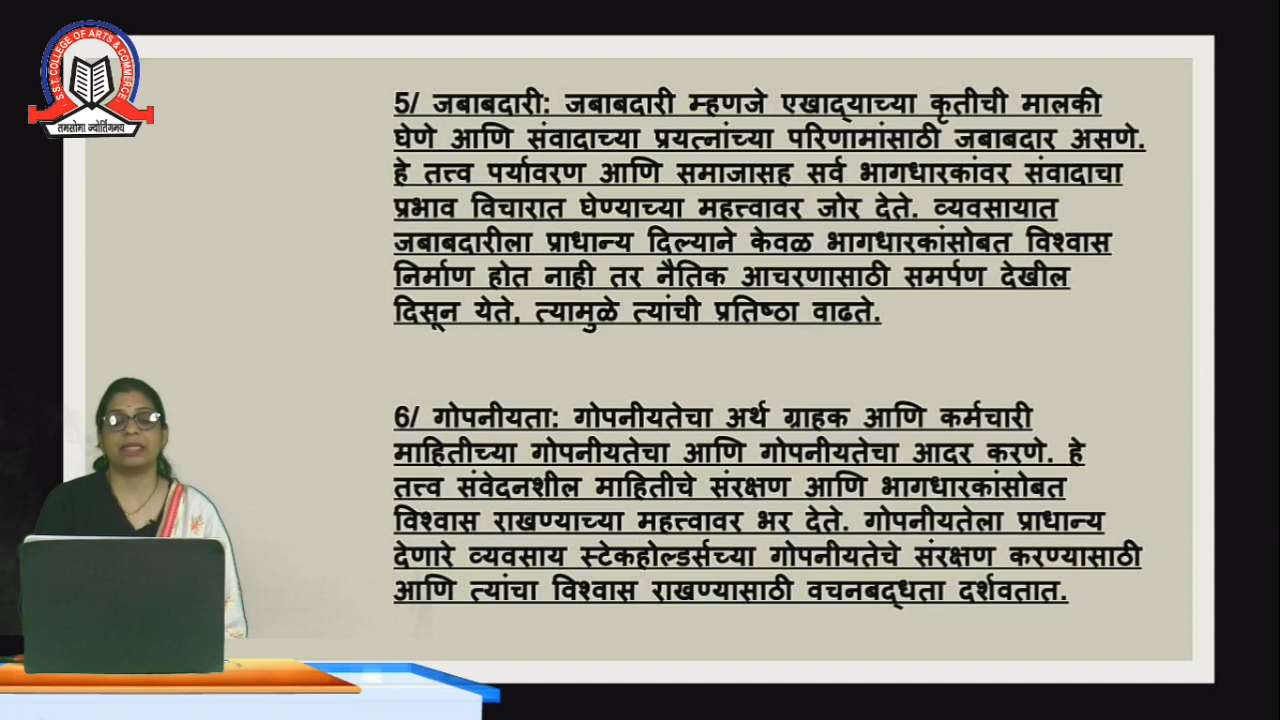 S.S.T. COLLEGE OF ARTS & COMMERCE
तमसोमा ज्योर्तिगमय
5/ जबाबदारी: जबाबदारी म्हणजे एखाद्याच्या कृतीची मालकी
घेणे आणि संवादाच्या प्रयत्नांच्या परिणामांसाठी जबाबदार असणे.
हे तत्त्व पर्यावरण आणि समाजासह सर्व भागधारकांवर संवादाचा
प्रभाव विचारात घेण्याच्या महत्त्वावर जोर देते. व्यवसायात
जबाबदारीला प्राधान्य दिल्याने केवळ भागधारकांसोबत विश्वास
निर्माण होत नाही तर नैतिक आचरणासाठी समर्पण देखील
दिसून येते, त्यामुळे त्यांची प्रतिष्ठा वाढते.
6/ गोपनीयता: गोपनीयतेचा अर्थ ग्राहक आणि कर्मचारी
माहितीच्या गोपनीयतेचा आणि गोपनीयतेचा आदर करणे. हे
तत्त्व संवेदनशील माहितीचे संरक्षण आणि भागधारकांसोबत
विश्वास राखण्याच्या महत्त्वावर भर देते. गोपनीयतेला प्राधान्य
देणारे व्यवसाय स्टेकहोल्डर्सच्या गोपनीयतेचे संरक्षण करण्यासाठी
आणि त्यांचा विश्वास राखण्यासाठी वचनबद्धता दर्शवतात.